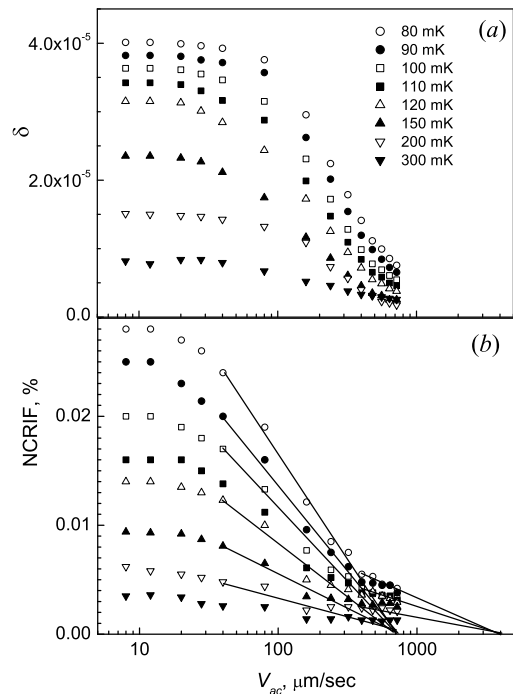 (a)
80 mK
90 mK
100 mK
110 mK
120 mK
150 mK
200 mK
300 mK
4.0x10⁻⁵
2.0x10⁻⁵
0.0
δ
(b)
0.02
0.01
0.00
NCRIF, %
10
100
1000
V_ac, μm/sec